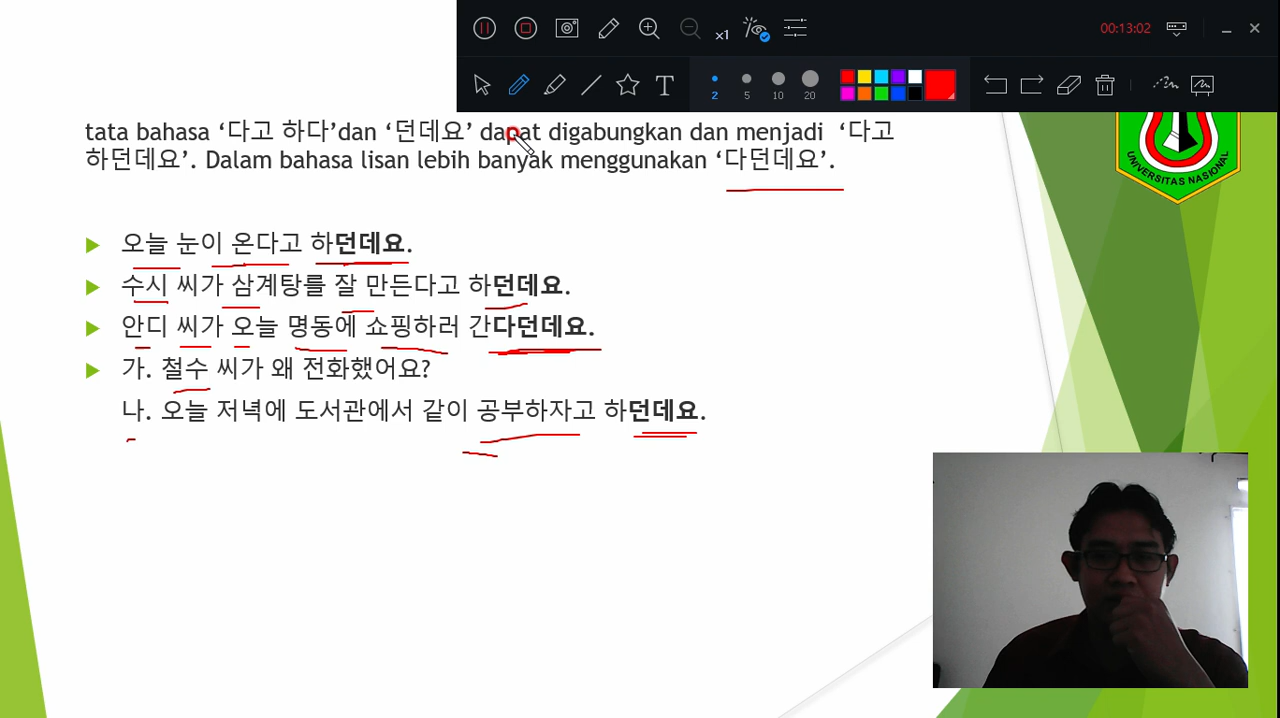 x1
00:13:02
2 5 10 20
tata bahasa ‘다고 하다’dan ‘던데요’ dapat digabungkan dan menjadi ‘다고
하던데요’. Dalam bahasa lisan lebih banyak menggunakan ‘다던데요’.
오늘 눈이 온다고 하던데요.
수시 씨가 삼계탕를 잘 만든다고 하던데요.
안디 씨가 오늘 명동에 쇼핑하러 간다던데요.
가. 철수 씨가 왜 전화했어요?
나. 오늘 저녁에 도서관에서 같이 공부하자고 하던데요.
UNIVERSITAS NASIONAL